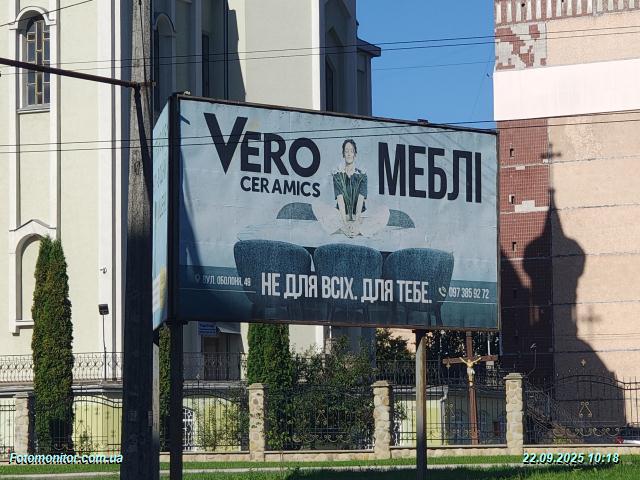 VERO
CERAMICS
МЕБЛІ
НЕ ДЛЯ ВСІХ. ДЛЯ ТЕБЕ.
ВУЛ. ОБОЛОНЯ, 49
097 385 92 72
Fotomonitor.com.ua
22.09.2025 10:18